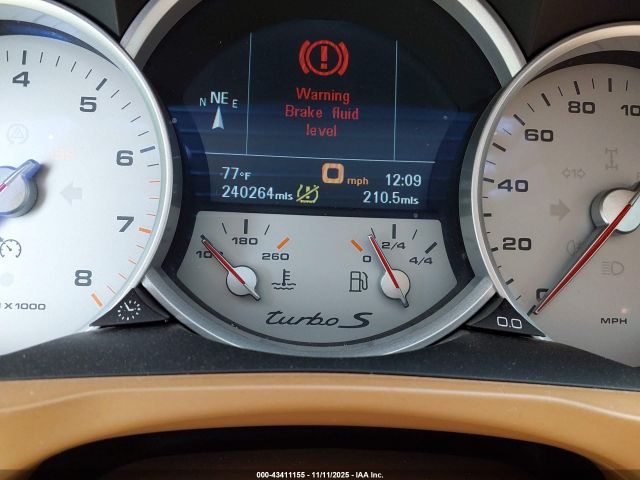 4
5
6
7
8
X 1000
N NE E
Warning
Brake fluid
level
-77°F
0 mph
12:09
240264mls
210.5mls
180
260
0
2/4
4/4
turbo S
80
60
40
20
0
0.0
MPH
000-43411155 - 11/11/2025 - IAA Inc.